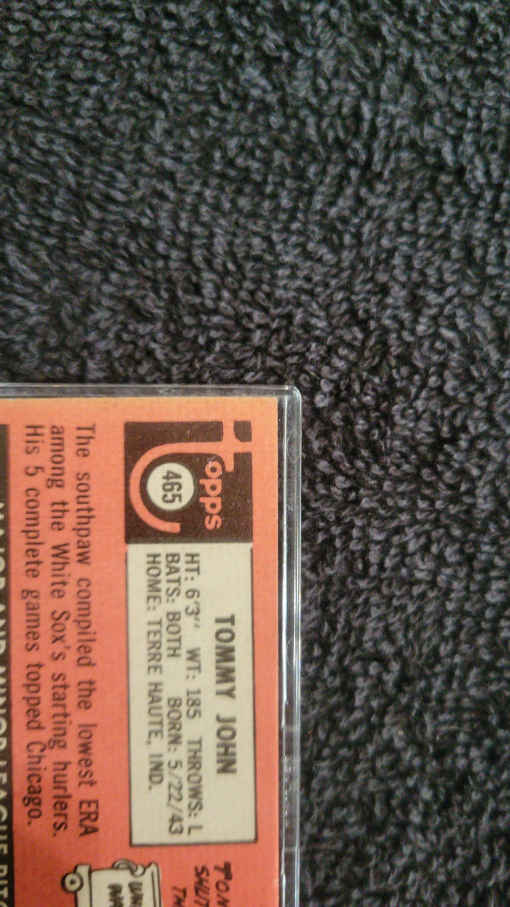 Topps
465
TOMMY JOHN
HT: 6'3" WT: 185 THROWS: L
BATS: BOTH BORN: 5/22/43
HOME: TERRE HAUTE, IND.
The southpaw compiled the lowest ERA
among the White Sox's starting hurlers.
His 5 complete games topped Chicago.